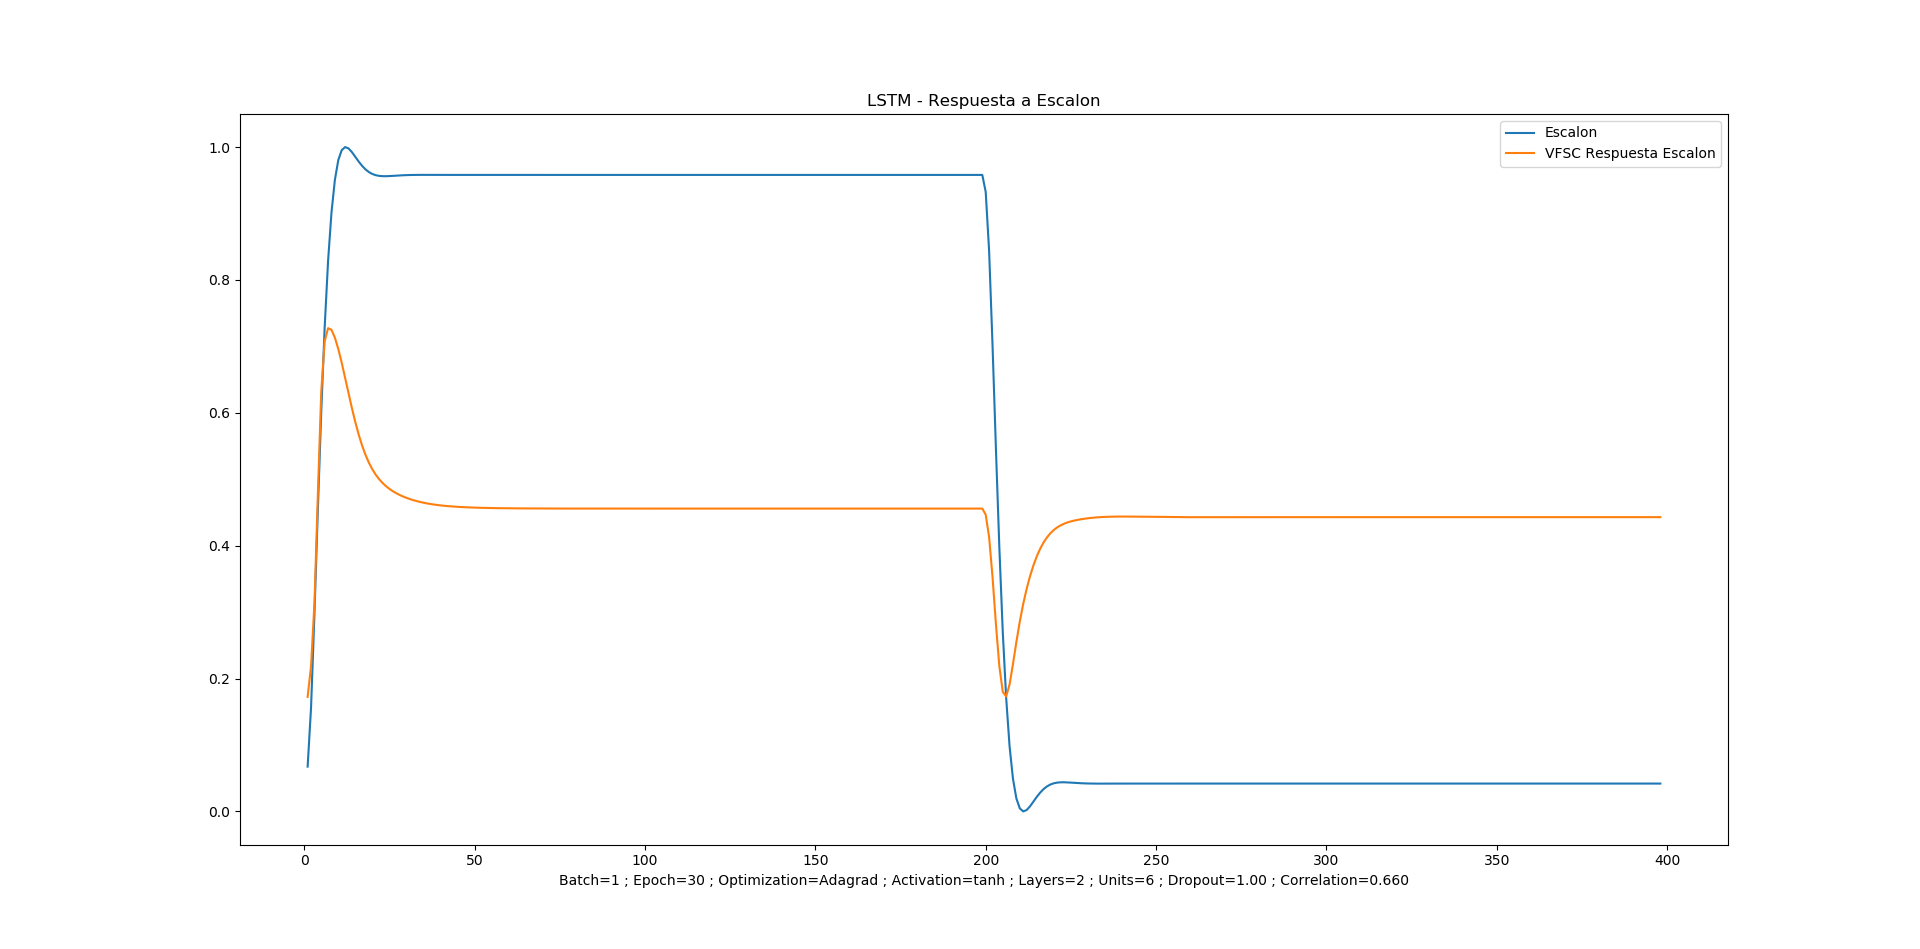 LSTM - Respuesta a Escalon
Escalon
VFSC Respuesta Escalon
1.0
0.8
0.6
0.4
0.2
0.0
0 50 100 150 200 250 300 350 400
Batch=1 ; Epoch=30 ; Optimization=Adagrad ; Activation=tanh ; Layers=2 ; Units=6 ; Dropout=1.00 ; Correlation=0.660